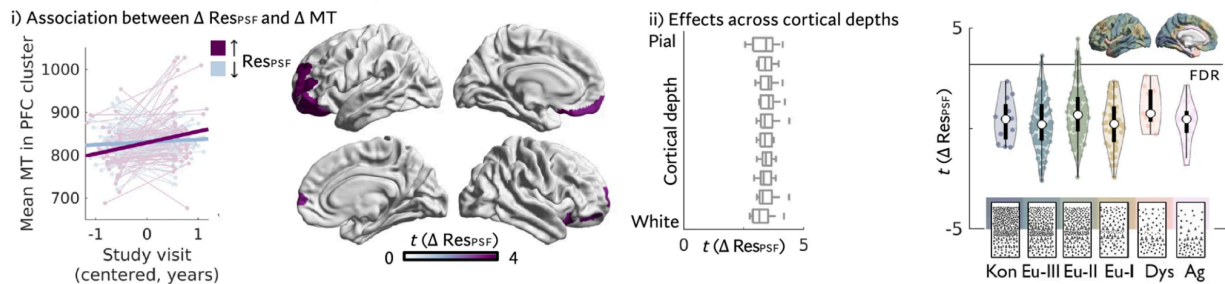 i) Association between Δ ResPSF and Δ MT
Mean MT in PFC cluster
1000
900
800
700
-1
0
1
Study visit
(centered, years)
↑
↓
ResPSF
0
4
t (Δ ResPSF)
ii) Effects across cortical depths
Pial
Cortical depth
White
0
5
t (Δ ResPSF)
t (Δ ResPSF)
5
-5
FDR
Kon Eu-III Eu-II Eu-I Dys Ag